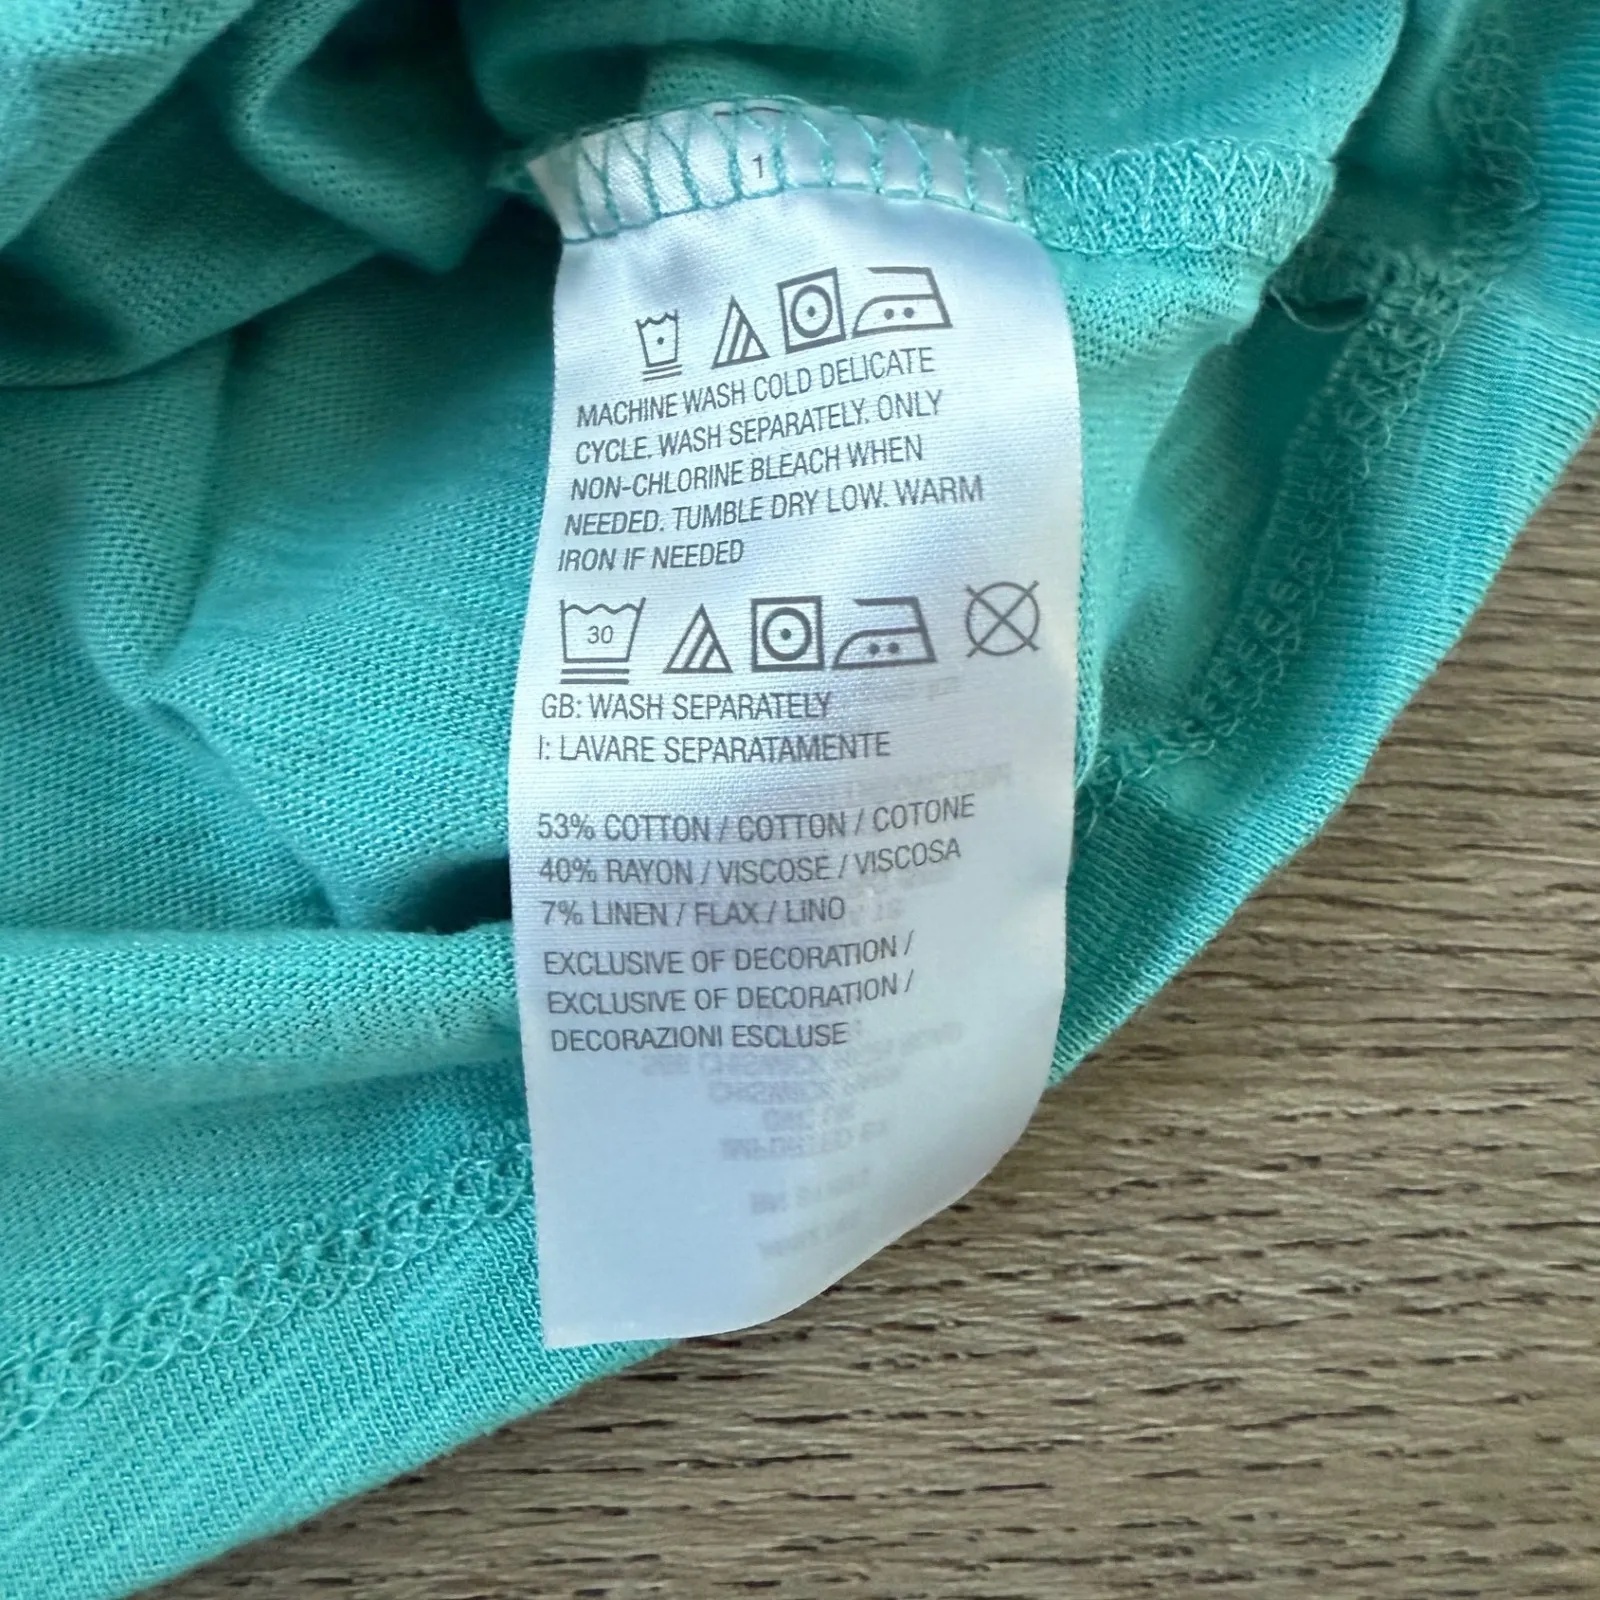 1
MACHINE WASH COLD DELICATE
CYCLE. WASH SEPARATELY. ONLY
NON-CHLORINE BLEACH WHEN
NEEDED. TUMBLE DRY LOW. WARM
IRON IF NEEDED
30
GB: WASH SEPARATELY
I: LAVARE SEPARATAMENTE
53% COTTON / COTTON / COTONE
40% RAYON / VISCOSE / VISCOSA
7% LINEN / FLAX / LINO
EXCLUSIVE OF DECORATION /
EXCLUSIVE OF DECORATION /
DECORAZIONI ESCLUSE